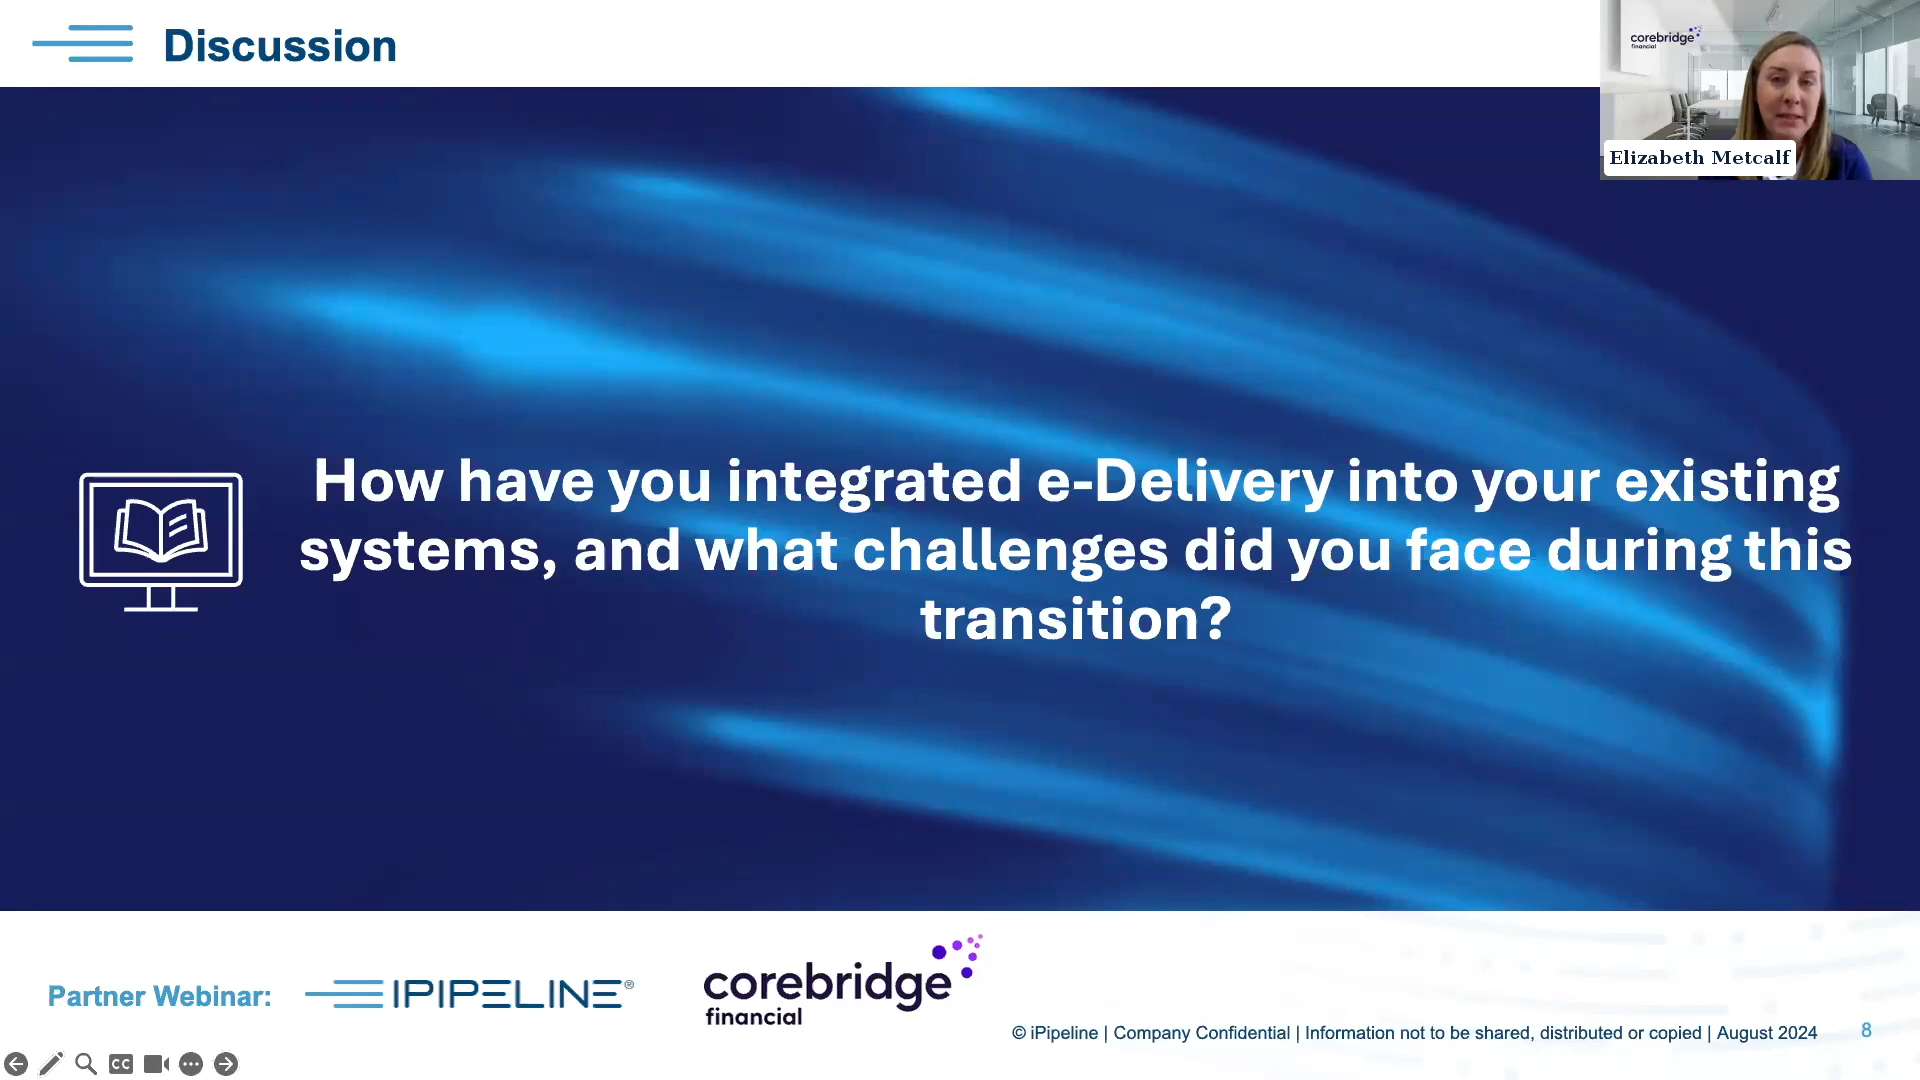 Discussion
corebridge
financial
Elizabeth Metcalf
How have you integrated e-Delivery into your existing
systems, and what challenges did you face during this
transition?
Partner Webinar:
IPIPELINE®
corebridge
financial
© iPipeline | Company Confidential | Information not to be shared, distributed or copied | August 2024
8
CC